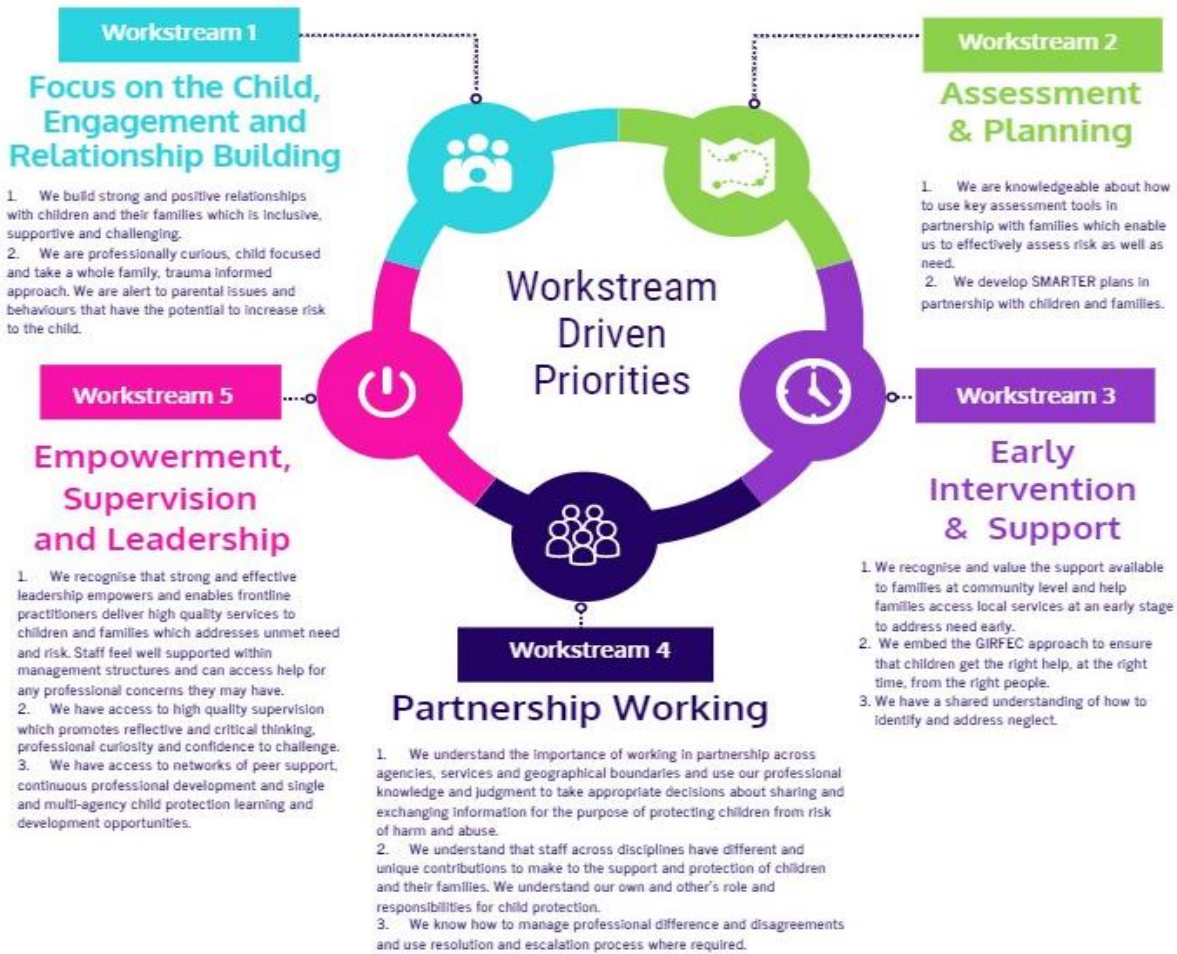 Workstream 1
Focus on the Child,
Engagement and
Relationship Building
1. We build strong and positive relationships
with children and their families which is inclusive,
supportive and challenging.
2. We are professionally curious, child focused
and take a whole family, trauma informed
approach. We are alert to parental issues and
behaviours that have the potential to increase risk
to the child.
Workstream 2
Assessment
& Planning
1. We are knowledgeable about how
to use key assessment tools in
partnership with families which enable
us to effectively assess risk as well as
need.
2. We develop SMARTER plans in
partnership with children and families.
Workstream
Driven
Priorities
Workstream 3
Early
Intervention
& Support
1. We recognise and value the support available
to families at community level and help
families access local services at an early stage
to address need early.
2. We embed the GIRFEC approach to ensure
that children get the right help, at the right
time, from the right people.
3. We have a shared understanding of how to
identify and address neglect.
Workstream 4
Partnership Working
1. We understand the importance of working in partnership across
agencies, services and geographical boundaries and use our professional
knowledge and judgment to take appropriate decisions about sharing and
exchanging information for the purpose of protecting children from risk
of harm and abuse.
2. We understand that staff across disciplines have different and
unique contributions to make to the support and protection of children
and their families. We understand our own and other's role and
responsibilities for child protection.
3. We know how to manage professional difference and disagreements
and use resolution and escalation process where required.
Workstream 5
Empowerment,
Supervision
and Leadership
1. We recognise that strong and effective
leadership empowers and enables frontline
practitioners deliver high quality services to
children and families which addresses unmet need
and risk. Staff feel well supported within
management structures and can access help for
any professional concerns they may have.
2. We have access to high quality supervision
which promotes reflective and critical thinking,
professional curiosity and confidence to challenge.
3. We have access to networks of peer support,
continuous professional development and single
and multi-agency child protection learning and
development opportunities.